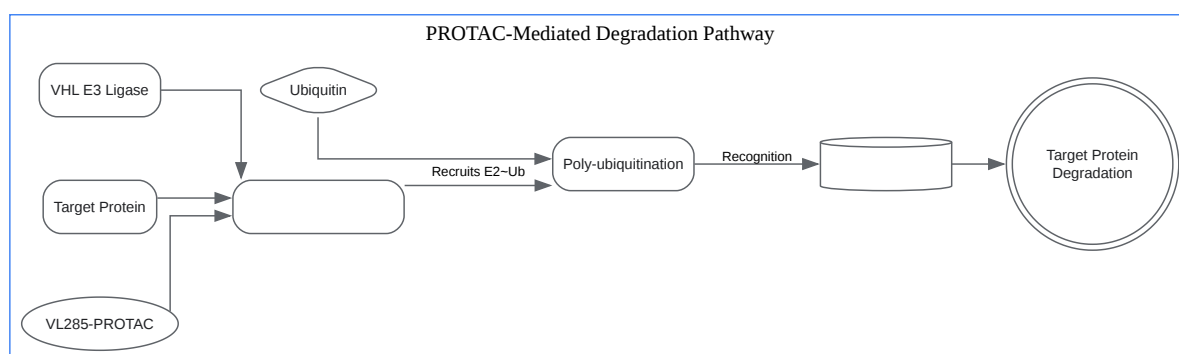 PROTAC-Mediated Degradation Pathway
VHL E3 Ligase
Ubiquitin
Target Protein
VL285-PROTAC
Recruits E2~Ub
Poly-ubiquitination
Recognition
Target Protein
Degradation